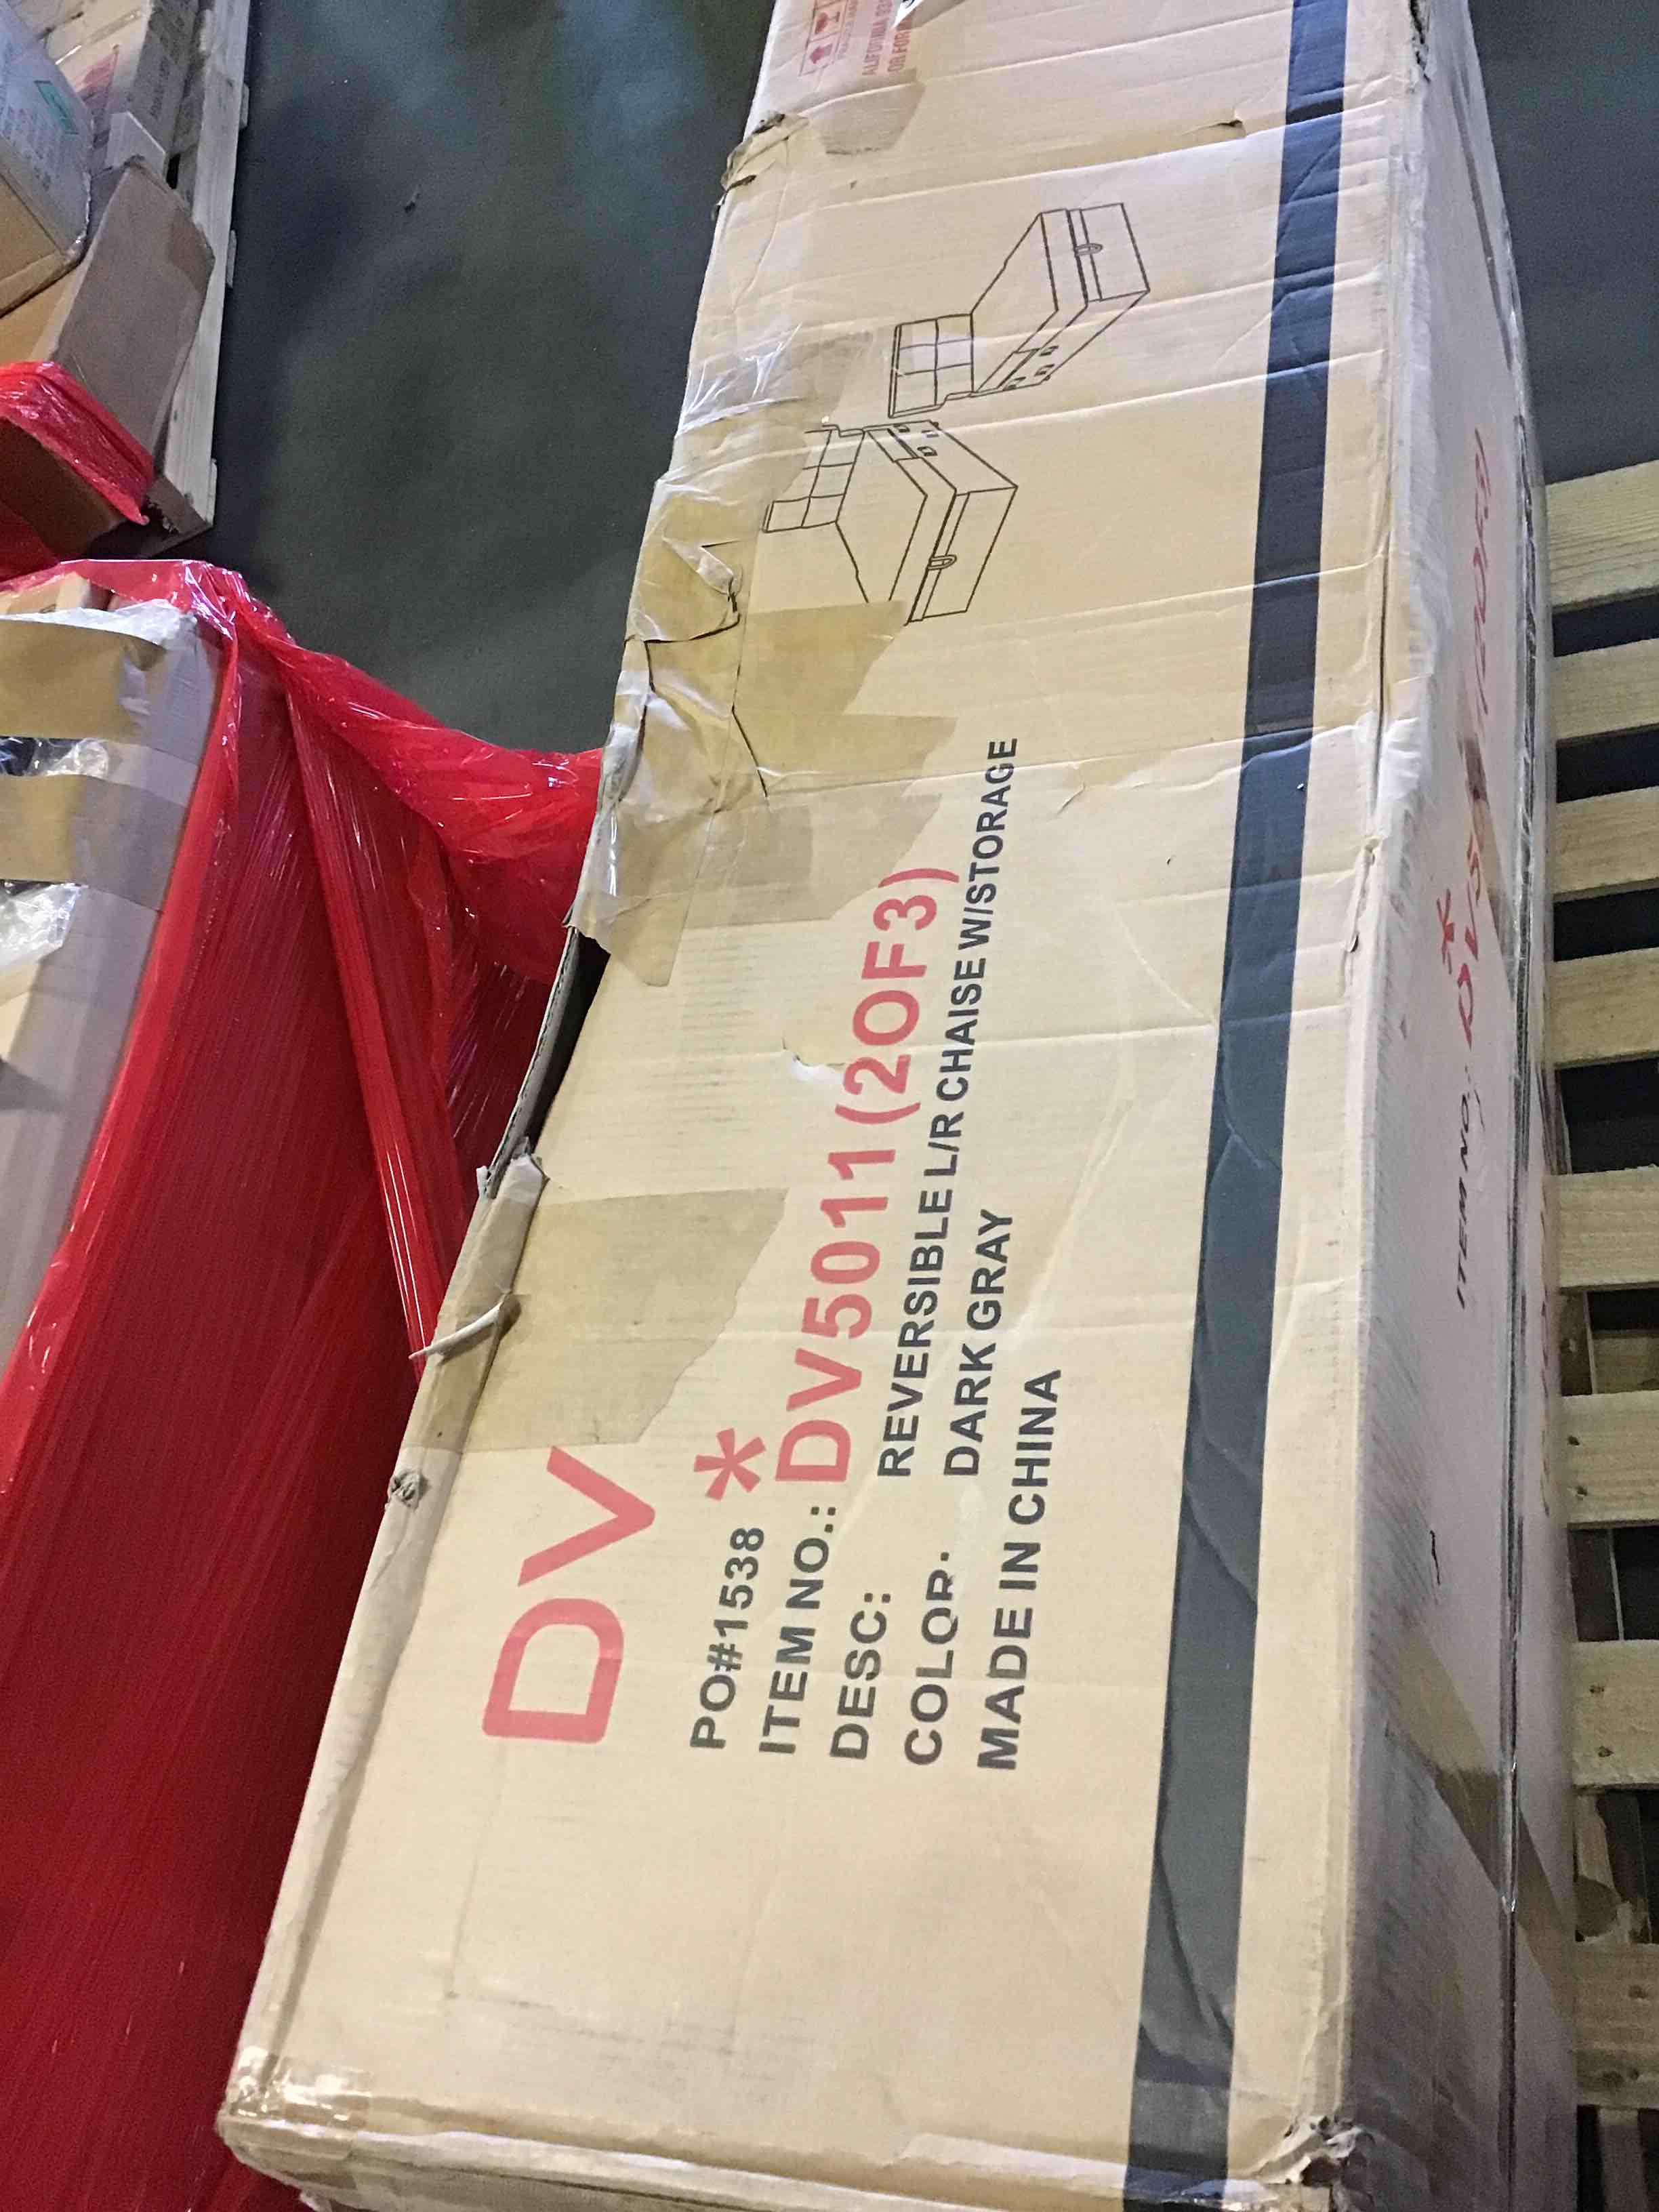 DV
*
PO#1538
ITEM NO.: DV5011(2OF3)
DESC: REVERSIBLE L/R CHAISE W/STORAGE
COLOR: DARK GRAY
MADE IN CHINA
ITEM NO.
*